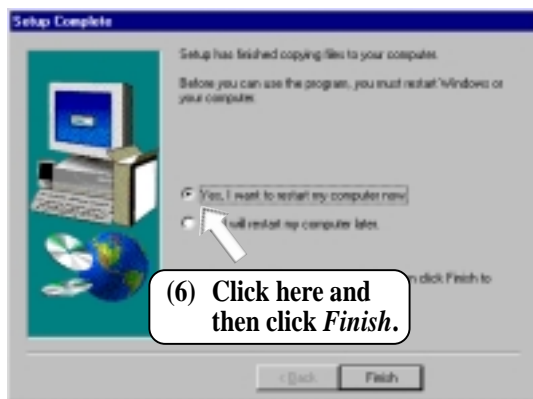 Setup Complete
Setup has finished copying files to your computer.
Before you can use the program, you must restart Windows or
your computer.
Yes, I want to restart my computer now.
will restart my computer later.
then click Finish to
(6) Click here and
then click Finish.
< Back
Finish